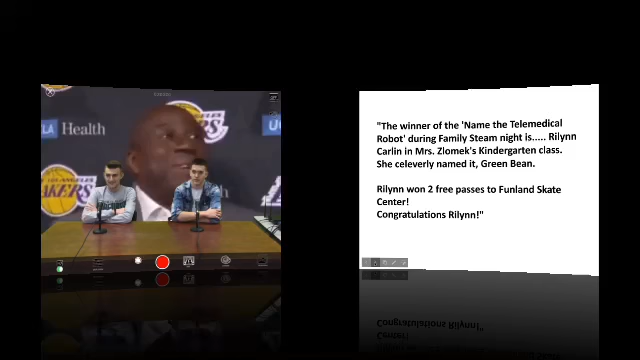 LA
Health
LOS ANGELES
LAKERS
"The winner of the 'Name the Telemedical
Robot' during Family Steam night is..... Rilynn
Carlin in Mrs. Zlomek's Kindergarten class.
She celeverly named it, Green Bean.
Rilynn won 2 free passes to Funland Skate
Center!
Congratulations Rilynn!"